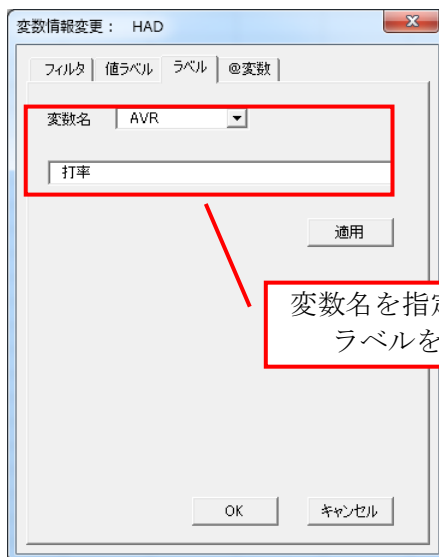 変数情報変更： HAD
フィルタ 値ラベル ラベル @変数
変数名 AVR
打率
適用
変数名を指定
ラベルを
OK キャンセル